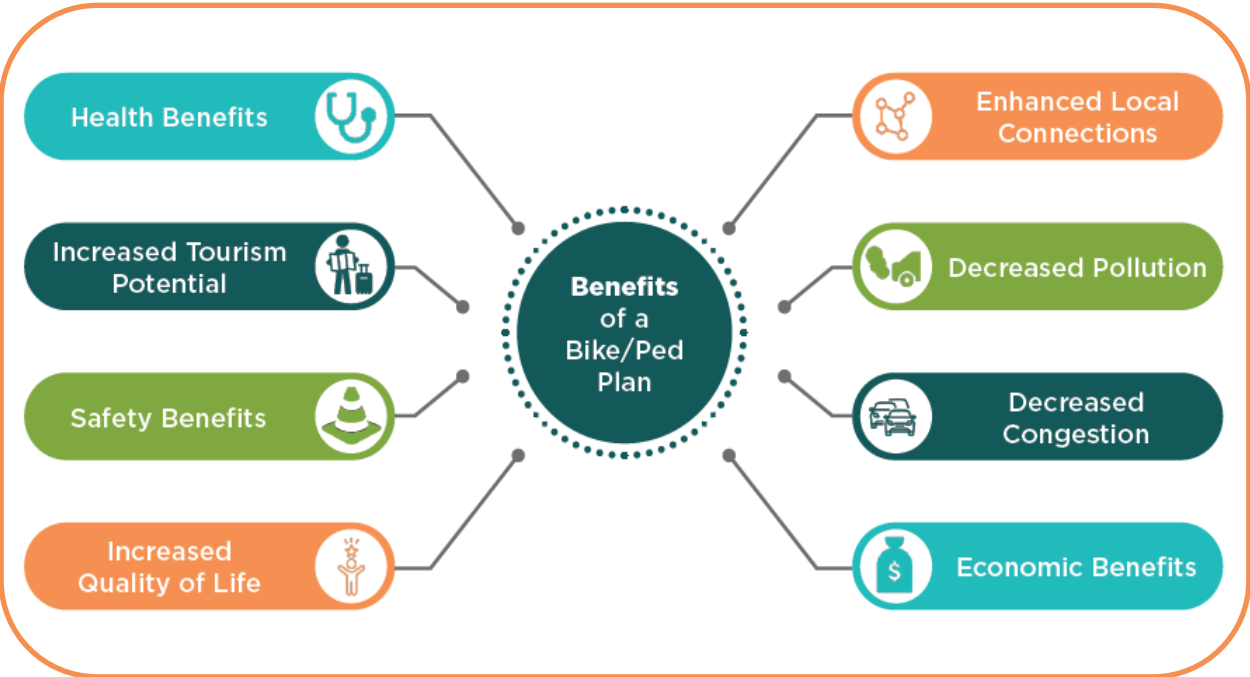 Health Benefits
Increased Tourism
Potential
Safety Benefits
Increased
Quality of Life
Benefits
of a
Bike/Ped
Plan
Enhanced Local
Connections
Decreased Pollution
Decreased
Congestion
$
Economic Benefits